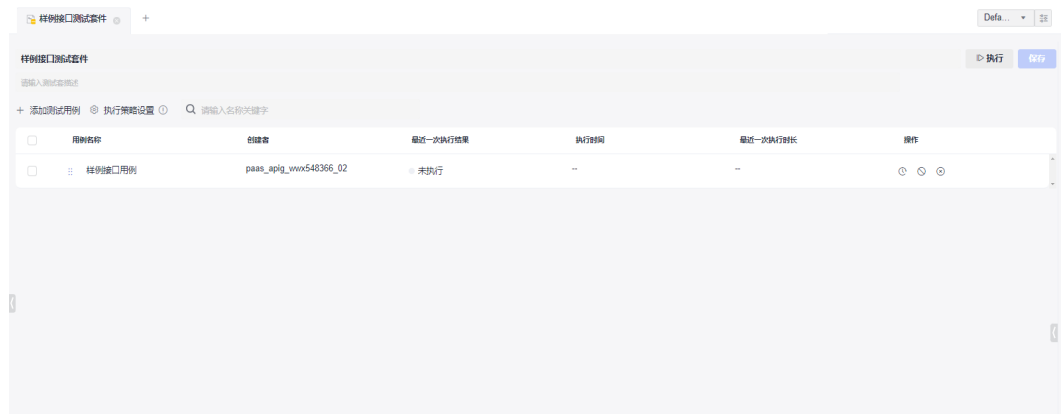 样例接口测试套件 +
Defa...
样例接口测试套件
执行 保存
请输入测试套描述
+ 添加测试用例 执行策略设置 请输入名称关键字
用例名称 创建者 最近一次执行结果 执行时间 最近一次执行时长 操作
样例接口用例 paas_apig_wwx548366_02 未执行 -- --